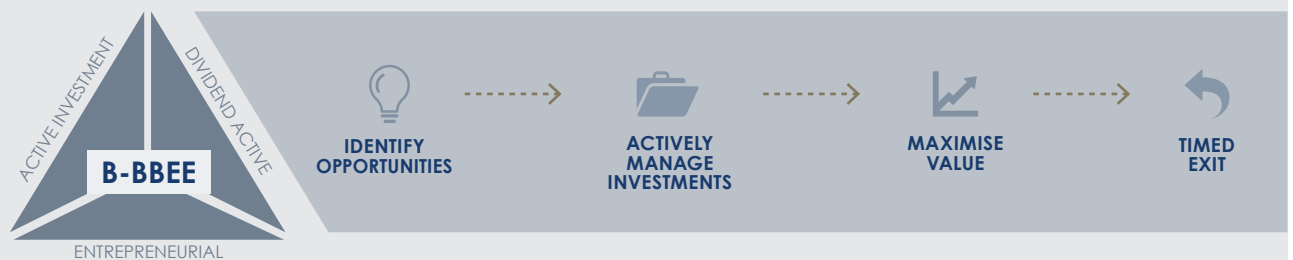 ACTIVE INVESTMENT
DIVIDEND ACTIVE
B-BBEE
ENTREPRENEURIAL
IDENTIFY
OPPORTUNITIES
ACTIVELY
MANAGE
INVESTMENTS
MAXIMISE
VALUE
TIMED
EXIT